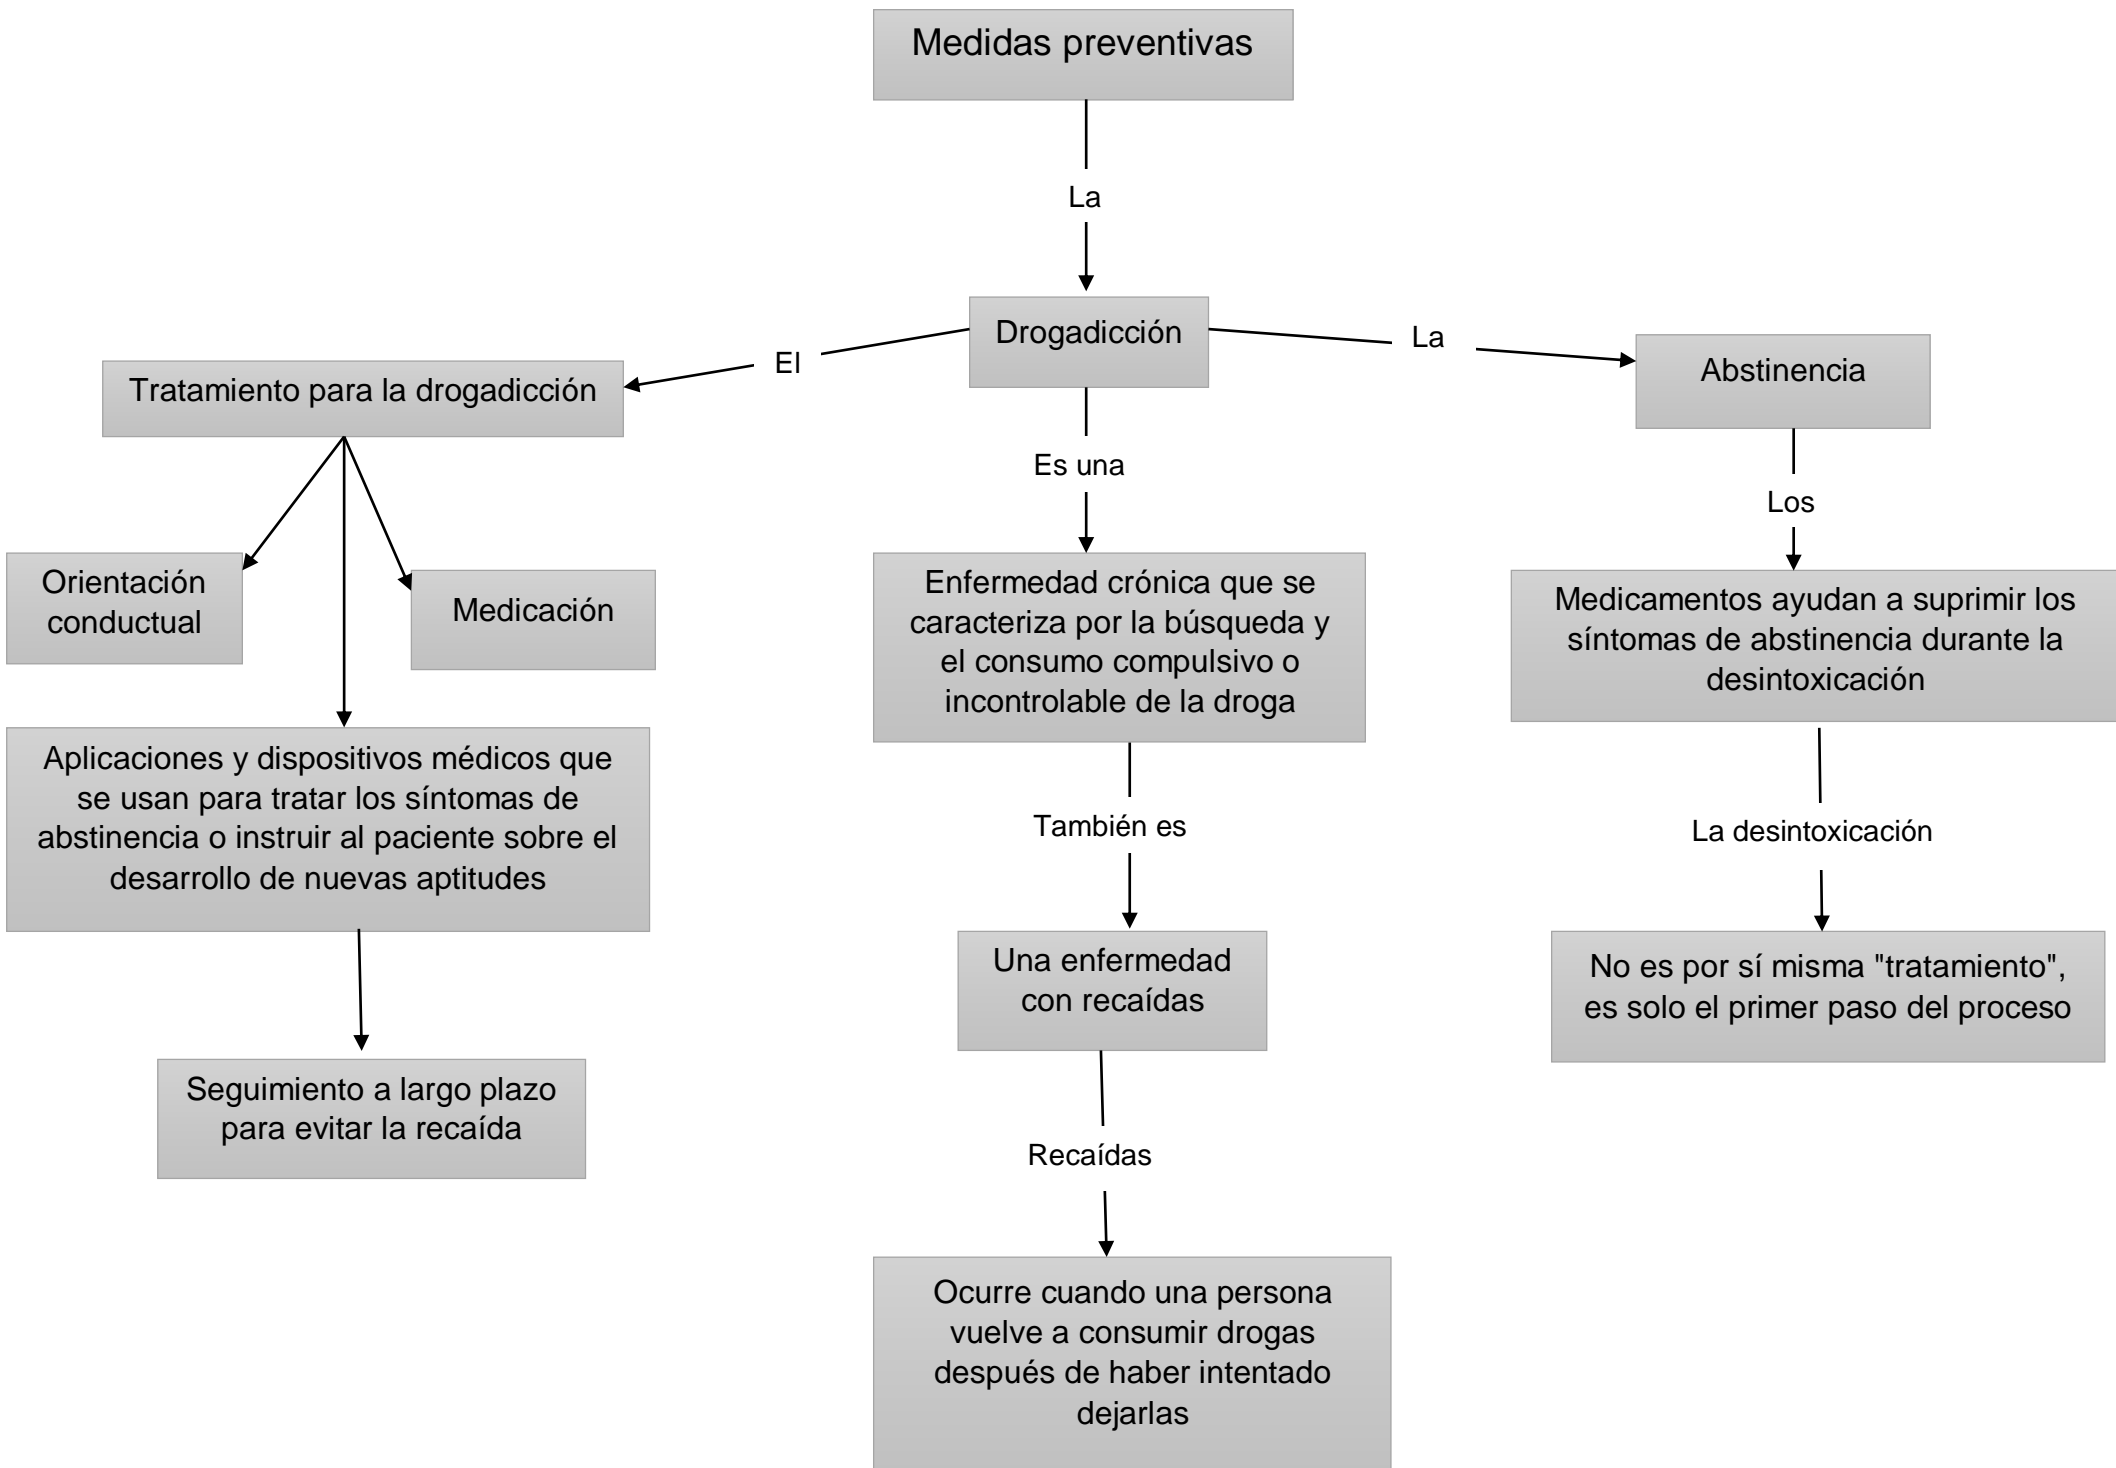 Medidas preventivas
La
Drogadicción
El
La
Tratamiento para la drogadicción
Abstinencia
Es una
Los
Orientación
conductual
Medicación
Enfermedad crónica que se
caracteriza por la búsqueda y
el consumo compulsivo o
incontrolable de la droga
Medicamentos ayudan a suprimir los
síntomas de abstinencia durante la
desintoxicación
Aplicaciones y dispositivos médicos que
se usan para tratar los síntomas de
abstinencia o instruir al paciente sobre el
desarrollo de nuevas aptitudes
También es
La desintoxicación
Una enfermedad
con recaídas
No es por sí misma "tratamiento",
es solo el primer paso del proceso
Seguimiento a largo plazo
para evitar la recaída
Recaídas
Ocurre cuando una persona
vuelve a consumir drogas
después de haber intentado
dejarlas